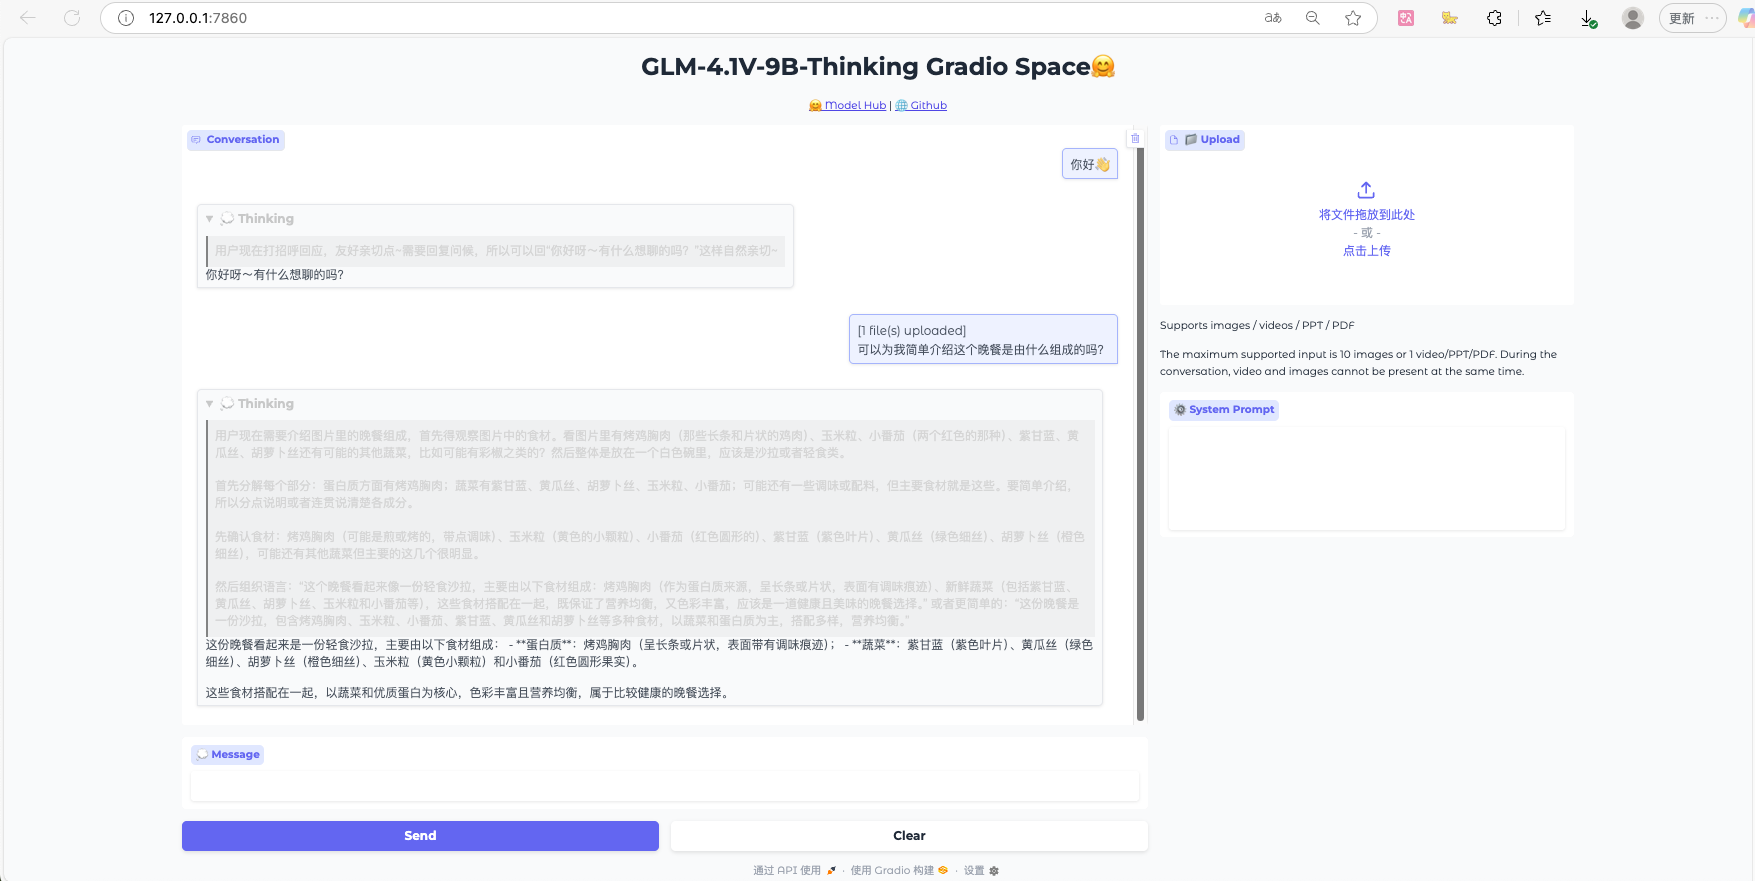 127.0.0.1:7860
aあ
更新
GLM-4.1V-9B-Thinking Gradio Space🤗
🤗 Model Hub | 🌐 Github
Conversation
你好👋
▼ 💭 Thinking
用户现在打招呼回应，友好亲切点~需要回复问候，所以可以回“你好呀～有什么想聊的吗？”这样自然亲切~
你好呀～有什么想聊的吗？
[1 file(s) uploaded]
可以为我简单介绍这个晚餐是由什么组成的吗？
▼ 💭 Thinking
用户现在需要介绍图片里的晚餐组成，首先得观察图片中的食材。看图片里有烤鸡胸肉（那些长条和片状的鸡肉）、玉米粒、小番茄（两个红色的那种）、紫甘蓝、黄
瓜丝、胡萝卜丝还有可能的其他蔬菜，比如可能有彩椒之类的？然后整体是放在一个白色碗里，应该是沙拉或者轻食类。
首先分解每个部分：蛋白质方面有烤鸡胸肉；蔬菜有紫甘蓝、黄瓜丝、胡萝卜丝、玉米粒、小番茄；可能还有一些调味或配料，但主要食材就是这些。要简单介绍，
所以分点说明或者连贯说清楚各成分。
先确认食材：烤鸡胸肉（可能是煎或烤的，带点调味）、玉米粒（黄色的小颗粒）、小番茄（红色圆形的）、紫甘蓝（紫色叶片）、黄瓜丝（绿色细丝）、胡萝卜丝（橙色
细丝），可能还有其他蔬菜但主要的这几个很明显。
然后组织语言：“这个晚餐看起来像一份轻食沙拉，主要由以下食材组成：烤鸡胸肉（作为蛋白质来源，呈长条或片状，表面有调味痕迹）、新鲜蔬菜（包括紫甘蓝、
黄瓜丝、胡萝卜丝、玉米粒和小番茄等），这些食材搭配在一起，既保证了营养均衡，又色彩丰富，应该是一道健康且美味的晚餐选择。” 或者更简单的：“这份晚餐是
一份沙拉，包含烤鸡胸肉、玉米粒、小番茄、紫甘蓝、黄瓜丝和胡萝卜丝等多种食材，以蔬菜和蛋白质为主，搭配多样，营养均衡。”
这份晚餐看起来是一份轻食沙拉，主要由以下食材组成： - **蛋白质**：烤鸡胸肉（呈长条或片状，表面带有调味痕迹）； - **蔬菜**：紫甘蓝（紫色叶片）、黄瓜丝（绿色
细丝）、胡萝卜丝（橙色细丝）、玉米粒（黄色小颗粒）和小番茄（红色圆形果实）。
这些食材搭配在一起，以蔬菜和优质蛋白为核心，色彩丰富且营养均衡，属于比较健康的晚餐选择。
💭 Message
Send
Clear
📁 Upload
将文件拖放到此处
- 或 -
点击上传
Supports images / videos / PPT / PDF
The maximum supported input is 10 images or 1 video/PPT/PDF. During the
conversation, video and images cannot be present at the same time.
⚙️ System Prompt
通过 API 使用 🚀 · 使用 Gradio 构建 · 设置 ⚙️